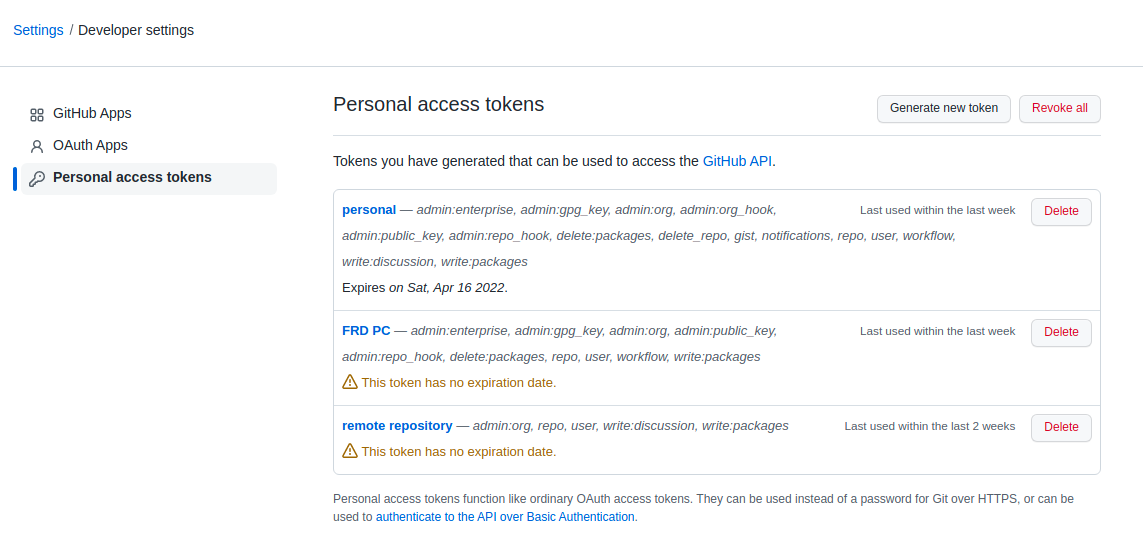 Settings / Developer settings
GitHub Apps
OAuth Apps
Personal access tokens
Personal access tokens
Generate new token
Revoke all
Tokens you have generated that can be used to access the GitHub API.
personal — admin:enterprise, admin:gpg_key, admin:org, admin:org_hook,
Last used within the last week
Delete
admin:public_key, admin:repo_hook, delete:packages, delete_repo, gist, notifications, repo, user, workflow,
write:discussion, write:packages
Expires on Sat, Apr 16 2022.
FRD PC — admin:enterprise, admin:gpg_key, admin:org, admin:public_key,
Last used within the last week
Delete
admin:repo_hook, delete:packages, repo, user, workflow, write:packages
This token has no expiration date.
remote repository — admin:org, repo, user, write:discussion, write:packages
Last used within the last 2 weeks
Delete
This token has no expiration date.
Personal access tokens function like ordinary OAuth access tokens. They can be used instead of a password for Git over HTTPS, or can be
used to authenticate to the API over Basic Authentication.